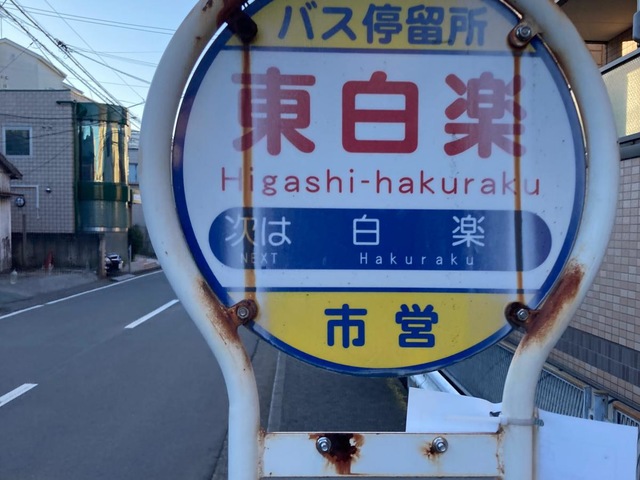 バス停留所
東白楽
Higashi-hakuraku
次は 白楽
NEXT Hakuraku
市営